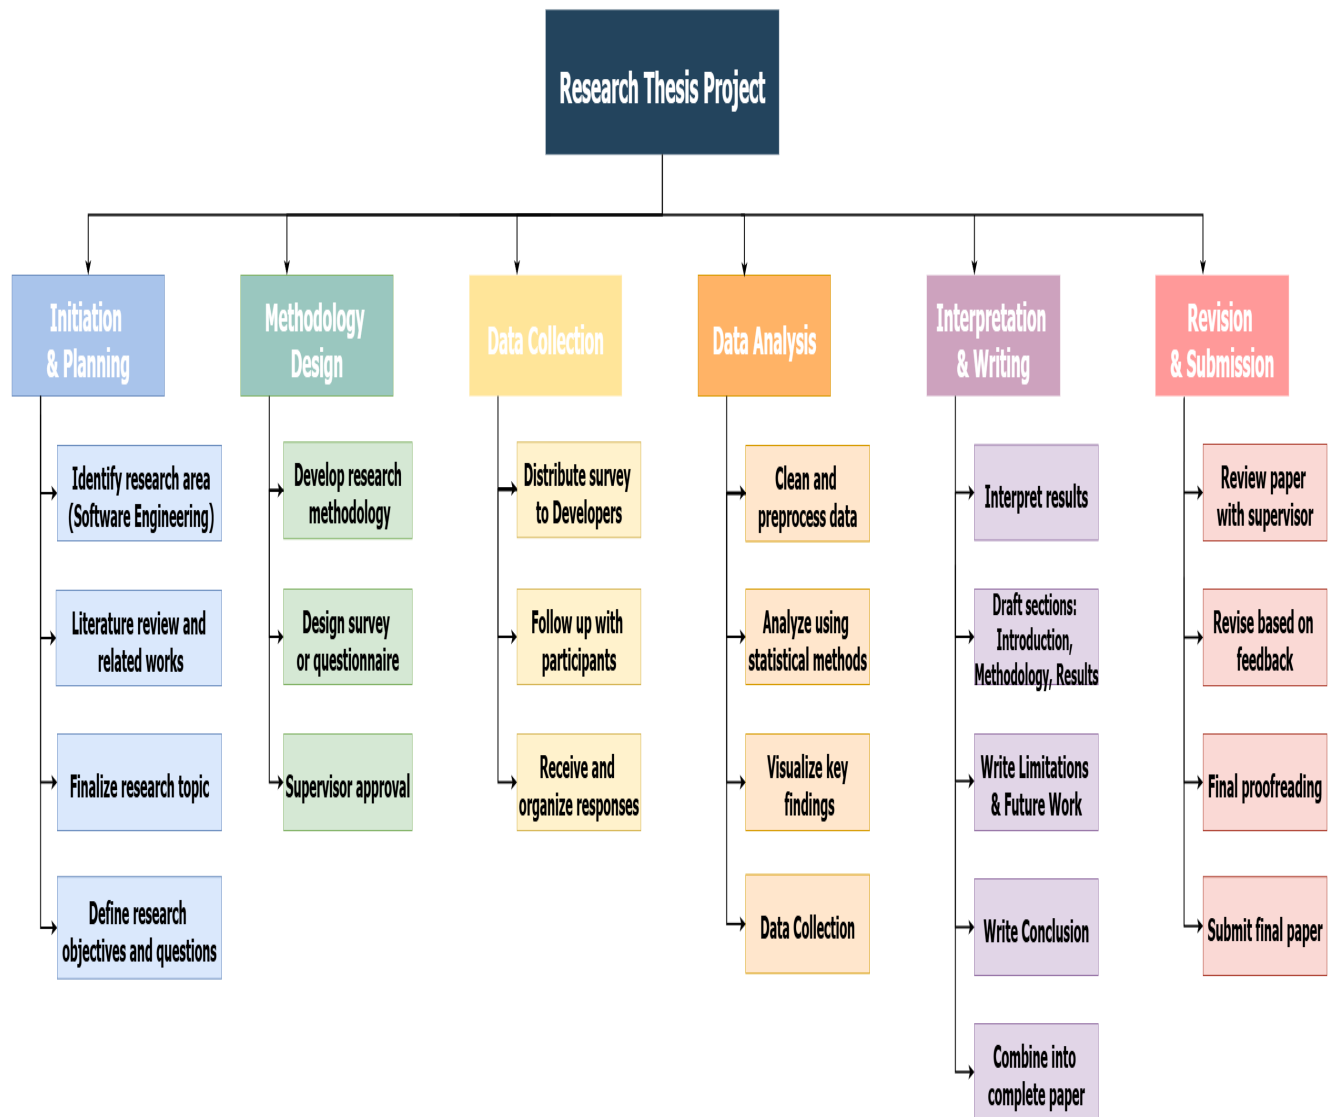 Research Thesis Project
Initiation
& Planning
Identify research area
(Software Engineering)
Literature review and
related works
Finalize research topic
Define research
objectives and questions
Methodology
Design
Develop research
methodology
Design survey
or questionnaire
Supervisor approval
Data Collection
Distribute survey
to Developers
Follow up with
participants
Receive and
organize responses
Data Analysis
Clean and
preprocess data
Analyze using
statistical methods
Visualize key
findings
Data Collection
Interpretation
& Writing
Interpret results
Draft sections:
Introduction,
Methodology, Results
Write Limitations
& Future Work
Write Conclusion
Combine into
complete paper
Revision
& Submission
Review paper
with supervisor
Revise based on
feedback
Final proofreading
Submit final paper